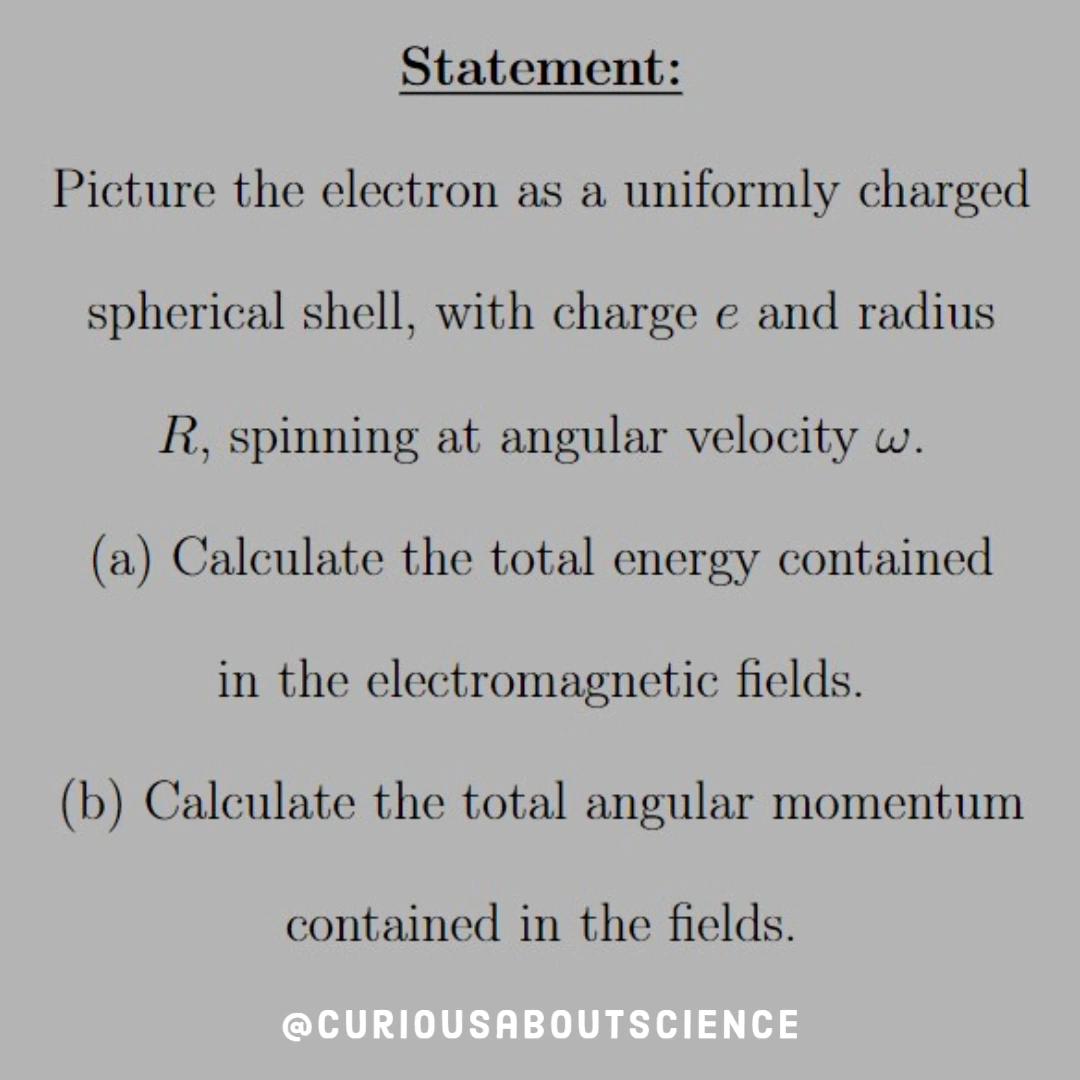 Statement:
Picture the electron as a uniformly charged
spherical shell, with charge e and radius
R, spinning at angular velocity ω.
(a) Calculate the total energy contained
in the electromagnetic fields.
(b) Calculate the total angular momentum
contained in the fields.
@CURIOUSABOUTSCIENCE